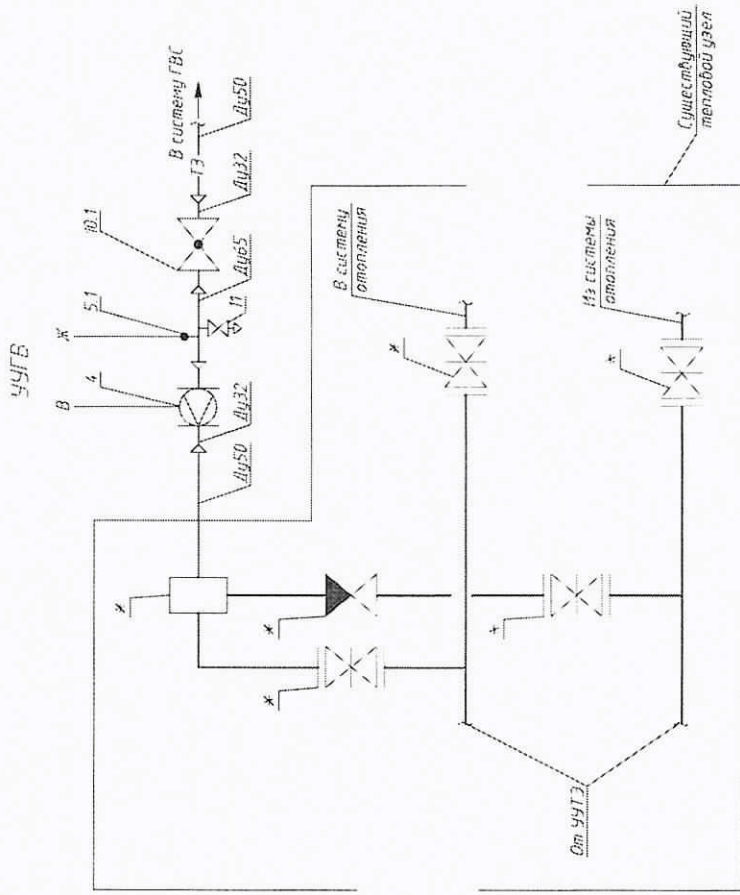 УУГВ
В
4
Ж
5.1
10.1
В систему ГВС
Т3
Ду50
Ду32
Ду65
11
Ду32
Ду50
*
*
*
*
В систему
отопления
*
Из системы
отопления
*
От УУТЭ
Существующий
тепловой узел